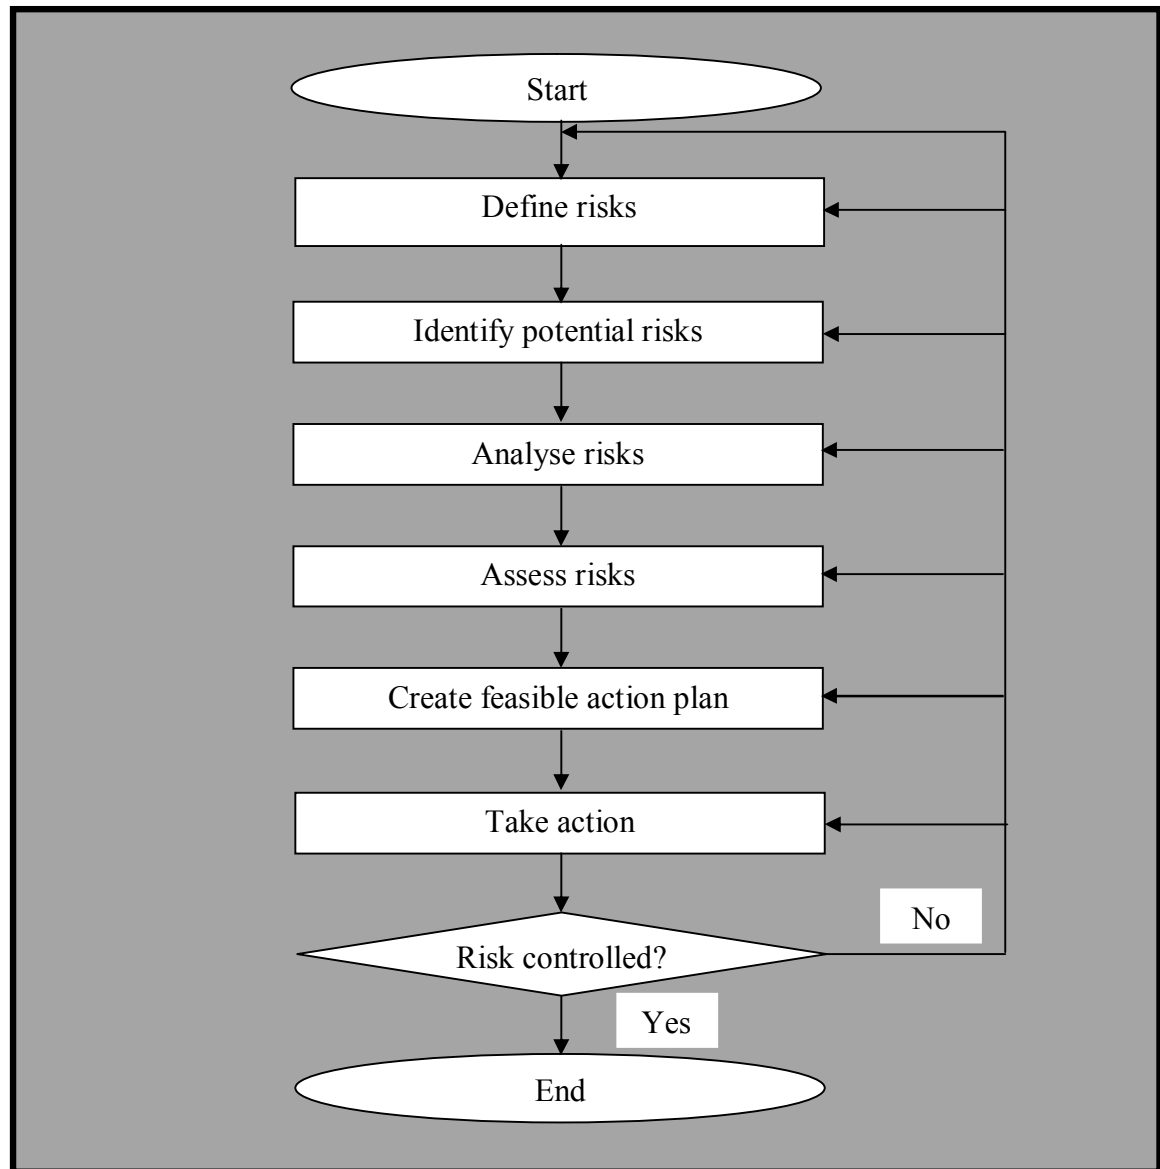 Start
Define risks
Identify potential risks
Analyse risks
Assess risks
Create feasible action plan
Take action
No
Risk controlled?
Yes
End